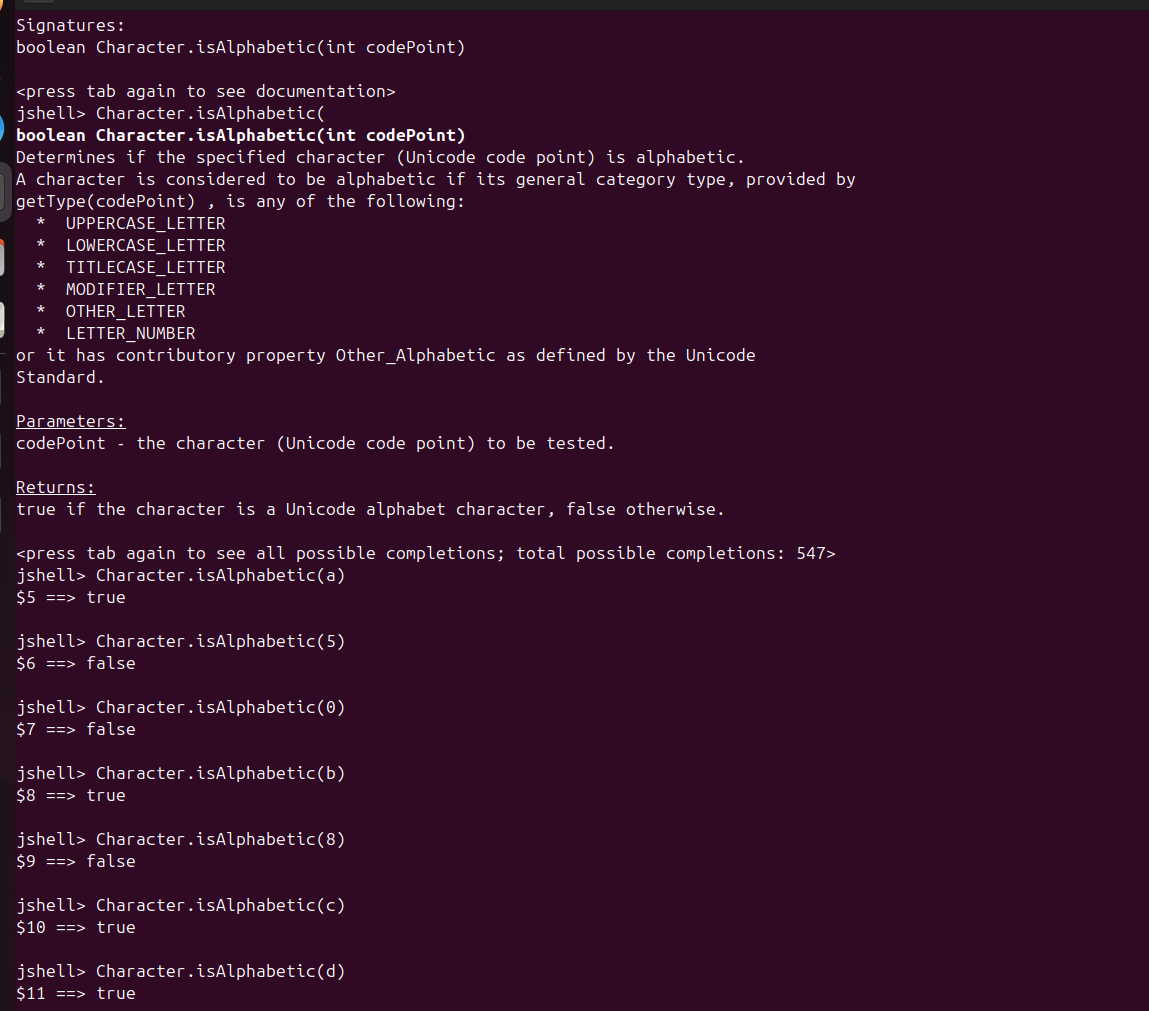 Signatures:
boolean Character.isAlphabetic(int codePoint)
<press tab again to see documentation>
jshell> Character.isAlphabetic(
boolean Character.isAlphabetic(int codePoint)
Determines if the specified character (Unicode code point) is alphabetic.
A character is considered to be alphabetic if its general category type, provided by
getType(codePoint) , is any of the following:
  *  UPPERCASE_LETTER
  *  LOWERCASE_LETTER
  *  TITLECASE_LETTER
  *  MODIFIER_LETTER
  *  OTHER_LETTER
  *  LETTER_NUMBER
or it has contributory property Other_Alphabetic as defined by the Unicode
Standard.
Parameters:
codePoint - the character (Unicode code point) to be tested.
Returns:
true if the character is a Unicode alphabet character, false otherwise.
<press tab again to see all possible completions; total possible completions: 547>
jshell> Character.isAlphabetic(a)
$5 ==> true
jshell> Character.isAlphabetic(5)
$6 ==> false
jshell> Character.isAlphabetic(0)
$7 ==> false
jshell> Character.isAlphabetic(b)
$8 ==> true
jshell> Character.isAlphabetic(8)
$9 ==> false
jshell> Character.isAlphabetic(c)
$10 ==> true
jshell> Character.isAlphabetic(d)
$11 ==> true